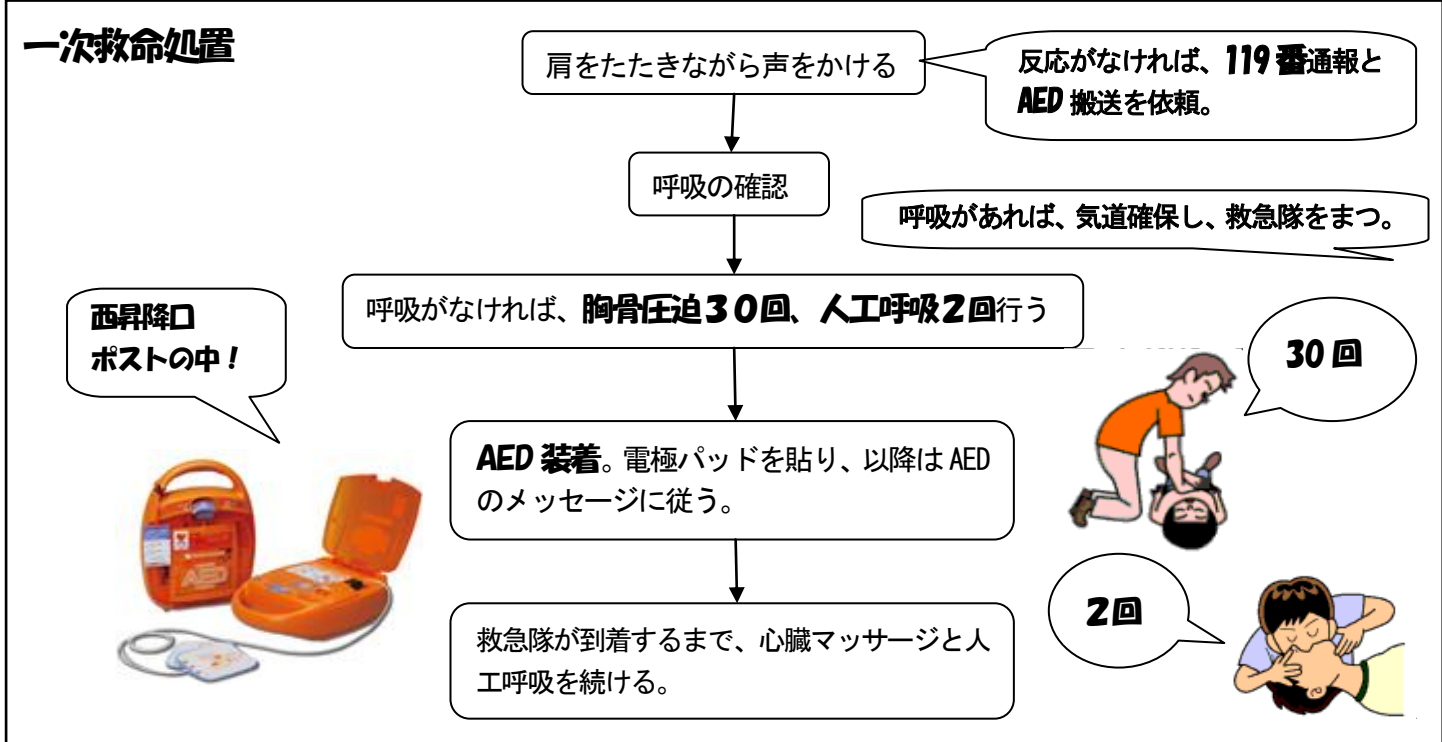 一次救命処置
肩をたたきながら声をかける
反応がなければ、119番通報と
AED 搬送を依頼。
呼吸の確認
呼吸があれば、気道確保し、救急隊をまつ。
呼吸がなければ、胸骨圧迫30回、人工呼吸2回行う
西昇降口
ポストの中！
30回
AED 装着。電極パッドを貼り、以降は AED
のメッセージに従う。
AED
2回
救急隊が到着するまで、心臓マッサージと人
工呼吸を続ける。